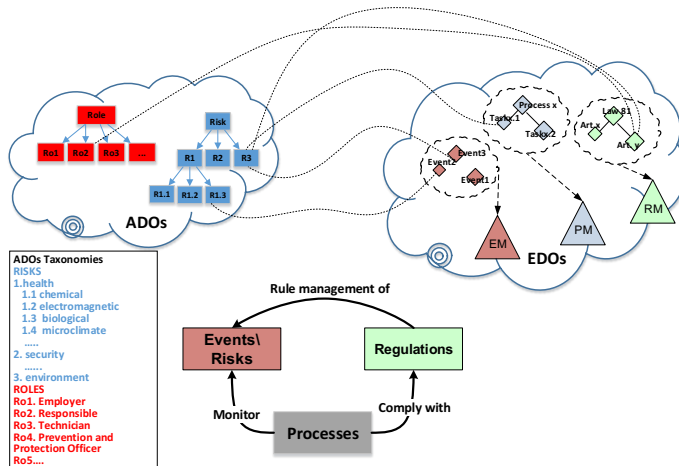 Role
Ro1 Ro2 Ro3 ...
Risk
R1 R2 R3
R1.1 R1.2 R1.3
ADOs
Process x
Taskx.1
Taskx.2
Law 81
Art.x
Art. y
Event3
Event2
Event1
EM
PM
RM
EDOs
ADOs Taxonomies
RISKS
1.health
1.1 chemical
1.2 electromagnetic
1.3 biological
1.4 microclimate
.....
2. security
......
3. environment
ROLES
Ro1. Employer
Ro2. Responsible
Ro3. Technician
Ro4. Prevention and
Protection Officer
Ro5....
Rule management of
Events\
Risks
Regulations
Monitor
Comply with
Processes